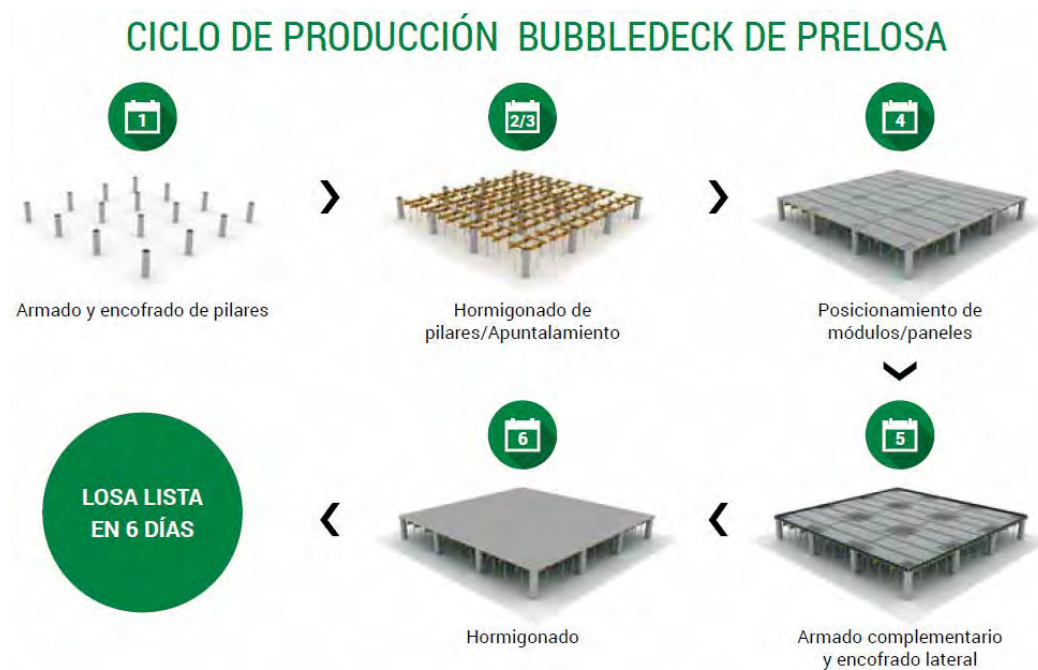 CICLO DE PRODUCCIÓN BUBBLEDECK DE PRELOSA
1
2/3
4
Armado y encofrado de pilares
Hormigonado de
pilares/Apuntalamiento
Posicionamiento de
módulos/paneles
5
Armado complementario
y encofrado lateral
6
Hormigonado
LOSA LISTA
EN 6 DÍAS